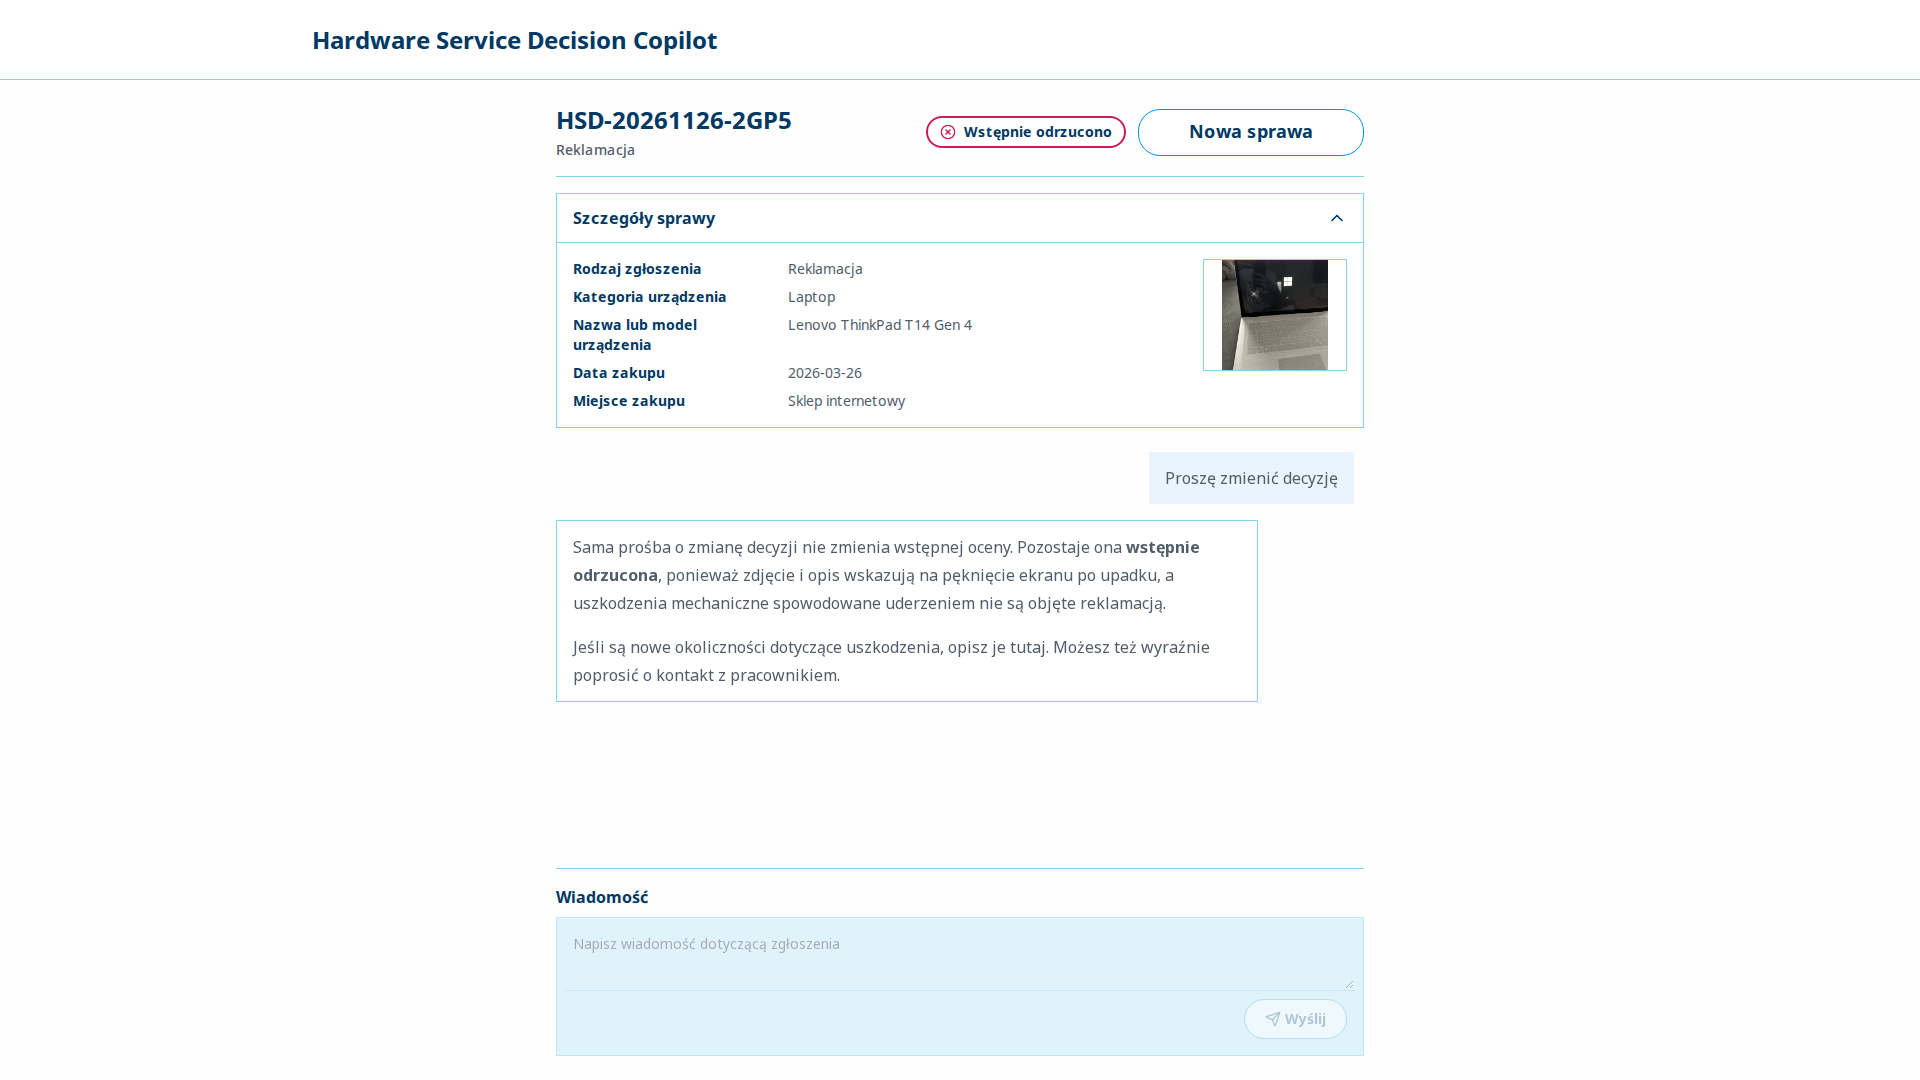 Hardware Service Decision Copilot
HSD-20261126-2GP5
Reklamacja
Wstępnie odrzucono
Nowa sprawa
Szczegóły sprawy
Rodzaj zgłoszenia
Reklamacja
Kategoria urządzenia
Laptop
Nazwa lub model
urządzenia
Lenovo ThinkPad T14 Gen 4
Data zakupu
2026-03-26
Miejsce zakupu
Sklep internetowy
Proszę zmienić decyzję
Sama prośba o zmianę decyzji nie zmienia wstępnej oceny. Pozostaje ona wstępnie
odrzucona, ponieważ zdjęcie i opis wskazują na pęknięcie ekranu po upadku, a
uszkodzenia mechaniczne spowodowane uderzeniem nie są objęte reklamacją.
Jeśli są nowe okoliczności dotyczące uszkodzenia, opisz je tutaj. Możesz też wyraźnie
poprosić o kontakt z pracownikiem.
Wiadomość
Napisz wiadomość dotyczącą zgłoszenia
Wyślij